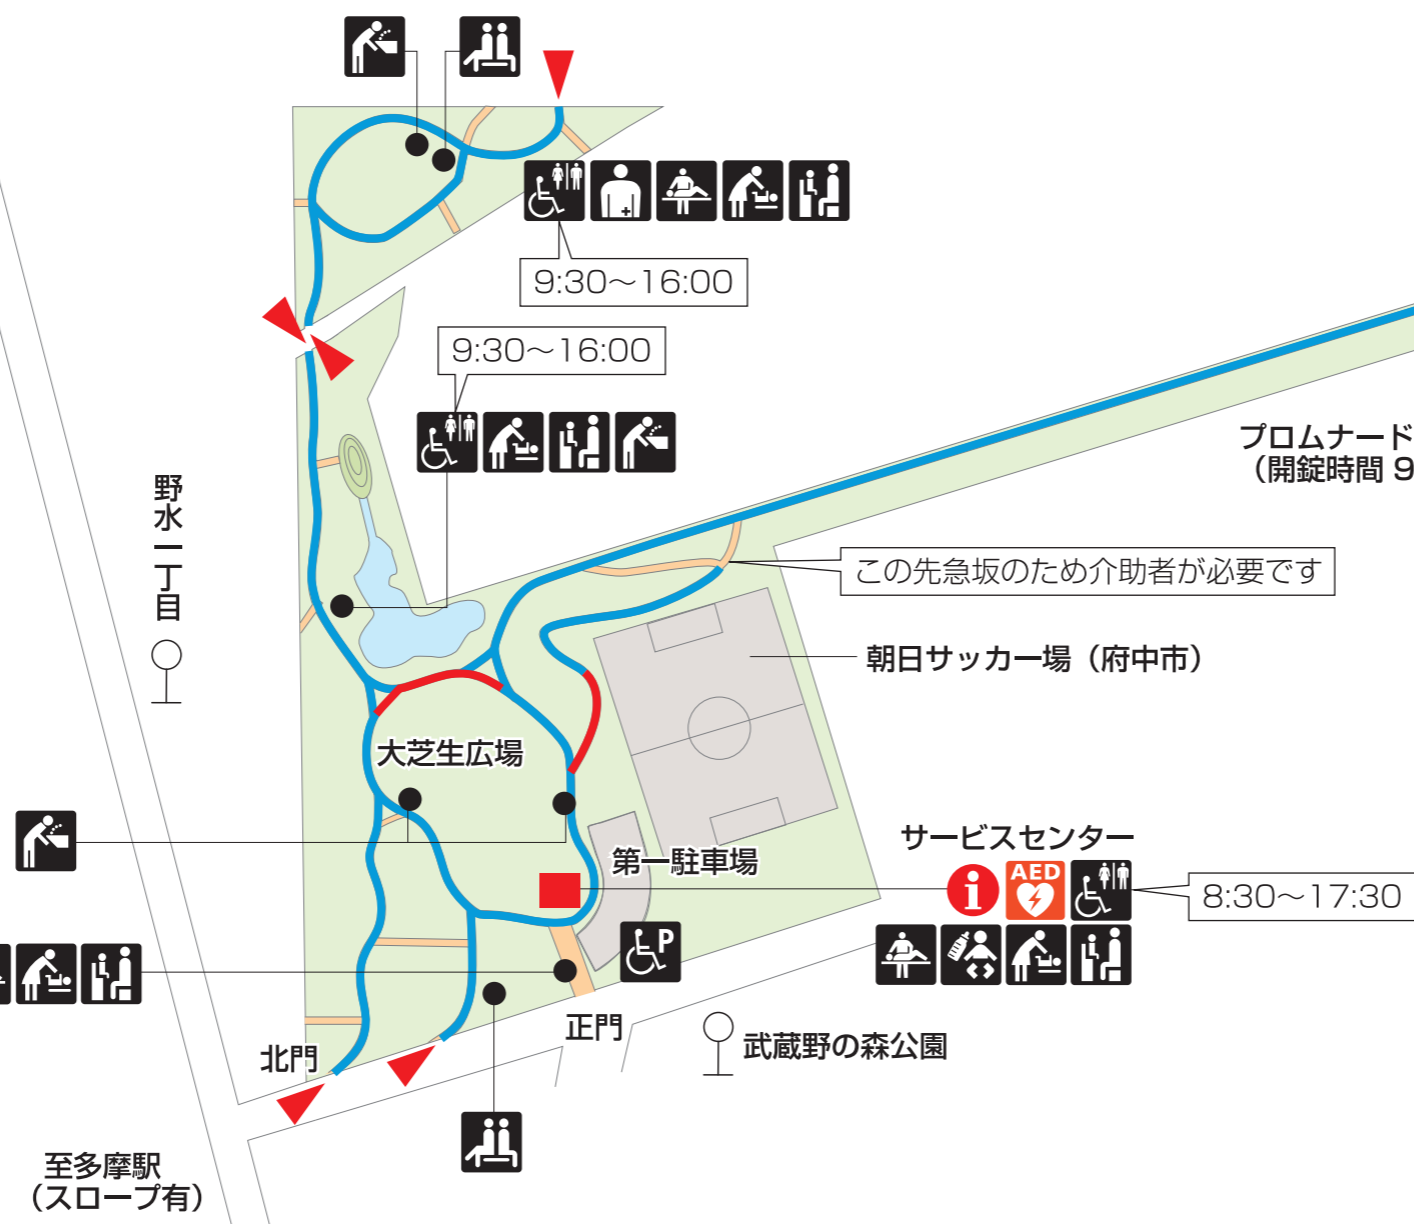 9:30～16:00
9:30～16:00
プロムナード
（開錠時間 9
野水一丁目
この先急坂のため介助者が必要です
朝日サッカー場（府中市）
大芝生広場
サービスセンター
第一駐車場
i
AED
8:30～17:30
P
正門
武蔵野の森公園
北門
至多摩駅
（スロープ有）